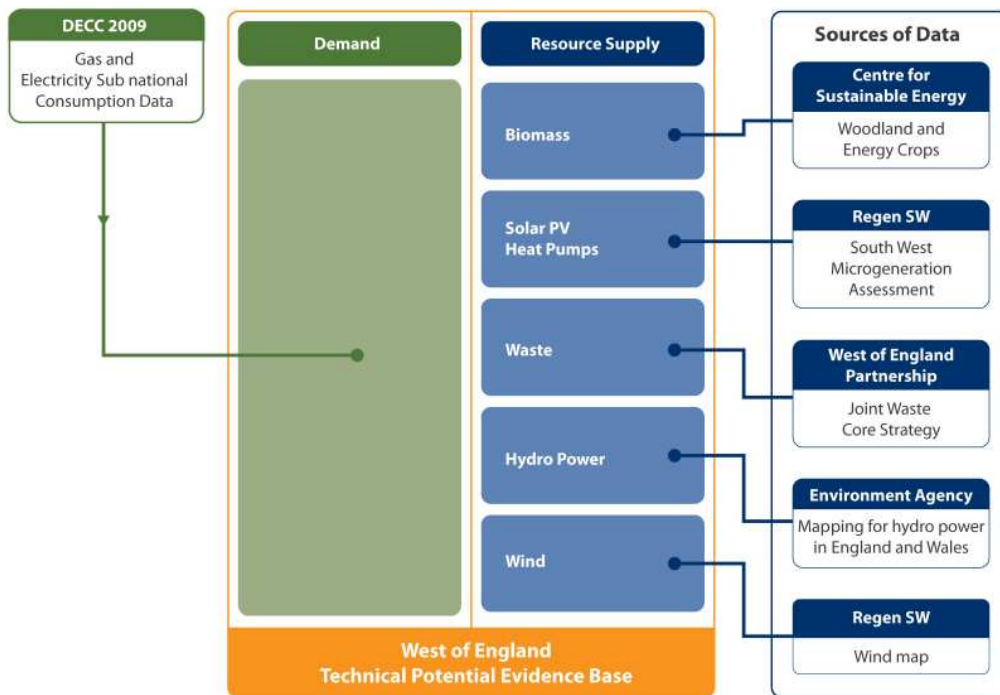 DECC 2009
Gas and
Electricity Sub national
Consumption Data
Demand
Resource Supply
Biomass
Solar PV
Heat Pumps
Waste
Hydro Power
Wind
West of England
Technical Potential Evidence Base
Sources of Data
Centre for
Sustainable Energy
Woodland and
Energy Crops
Regen SW
South West
Microgeneration
Assessment
West of England
Partnership
Joint Waste
Core Strategy
Environment Agency
Mapping for hydro power
in England and Wales
Regen SW
Wind map